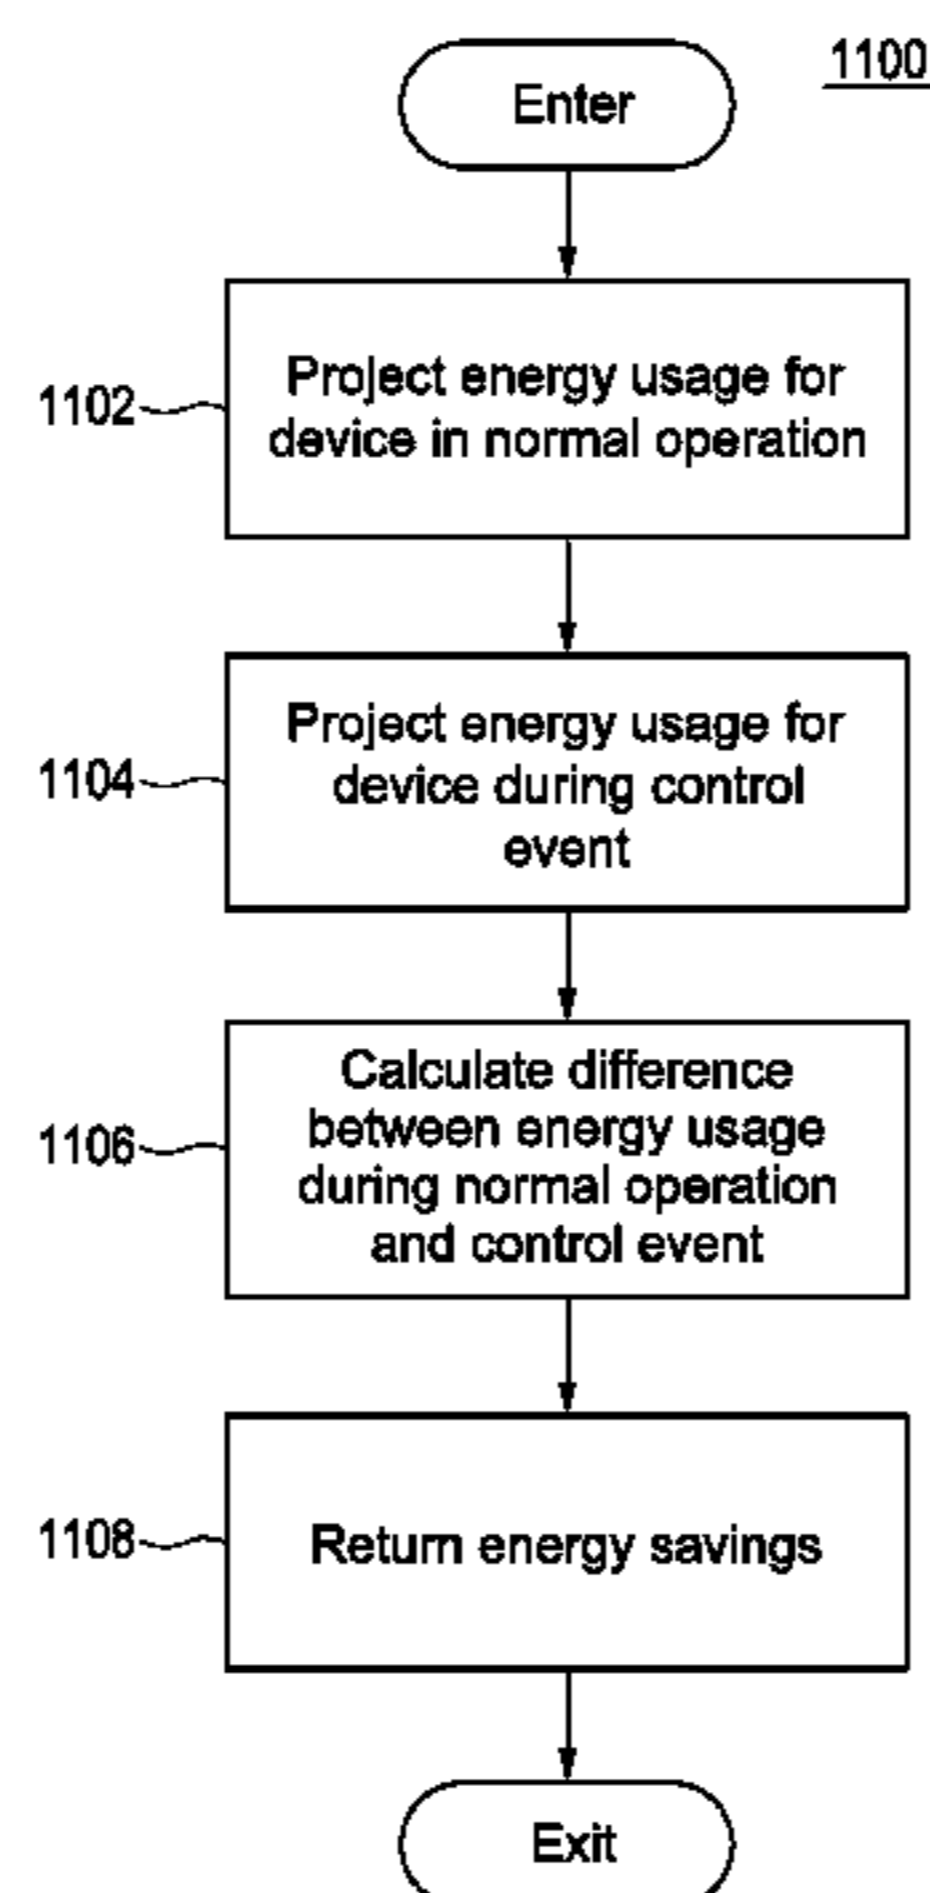 Enter
1100
1102
Project energy usage for
device in normal operation
1104
Project energy usage for
device during control
event
1106
Calculate difference
between energy usage
during normal operation
and control event
1108
Return energy savings
Exit